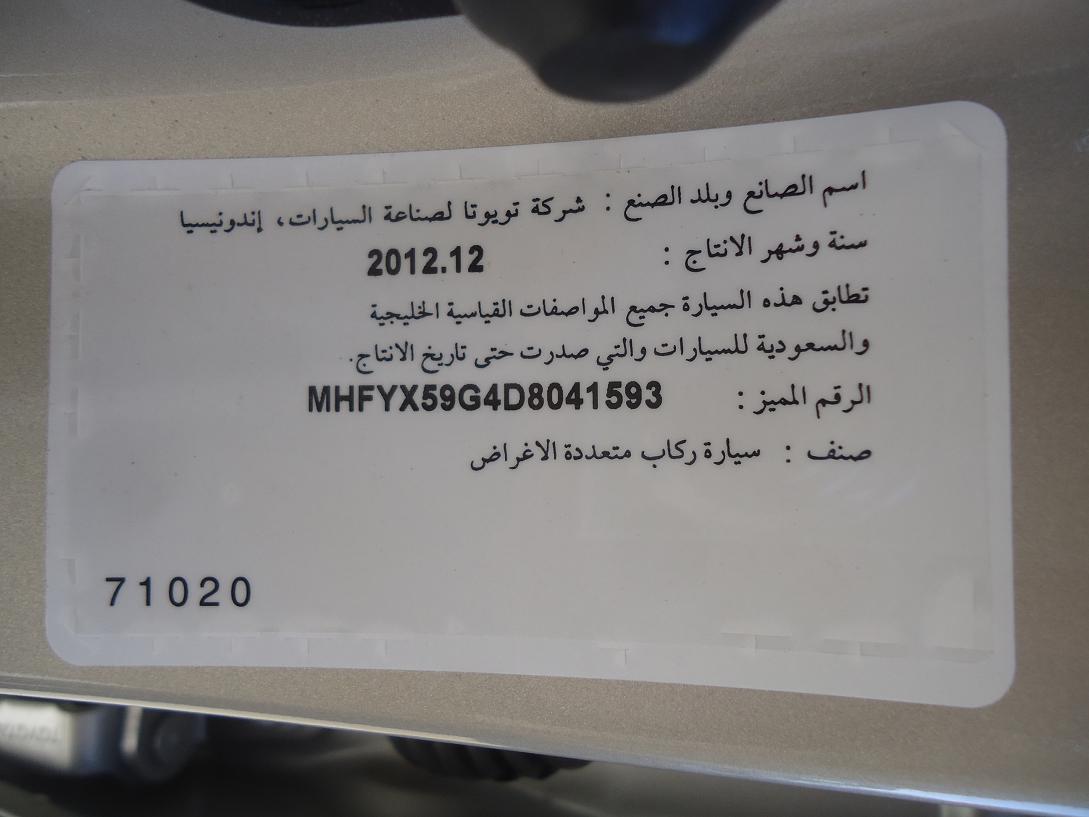 اسم الصانع وبلد الصنع : شركة تويوتا لصناعة السيارات، إندونيسيا
سنة وشهر الانتاج : 2012.12
تطابق هذه السيارة جميع المواصفات القياسية الخليجية
والسعودية للسيارات والتي صدرت حتى تاريخ الانتاج.
الرقم المميز : MHFYX59G4D8041593
صنف : سيارة ركاب متعددة الاغراض
71020
TOYOTA